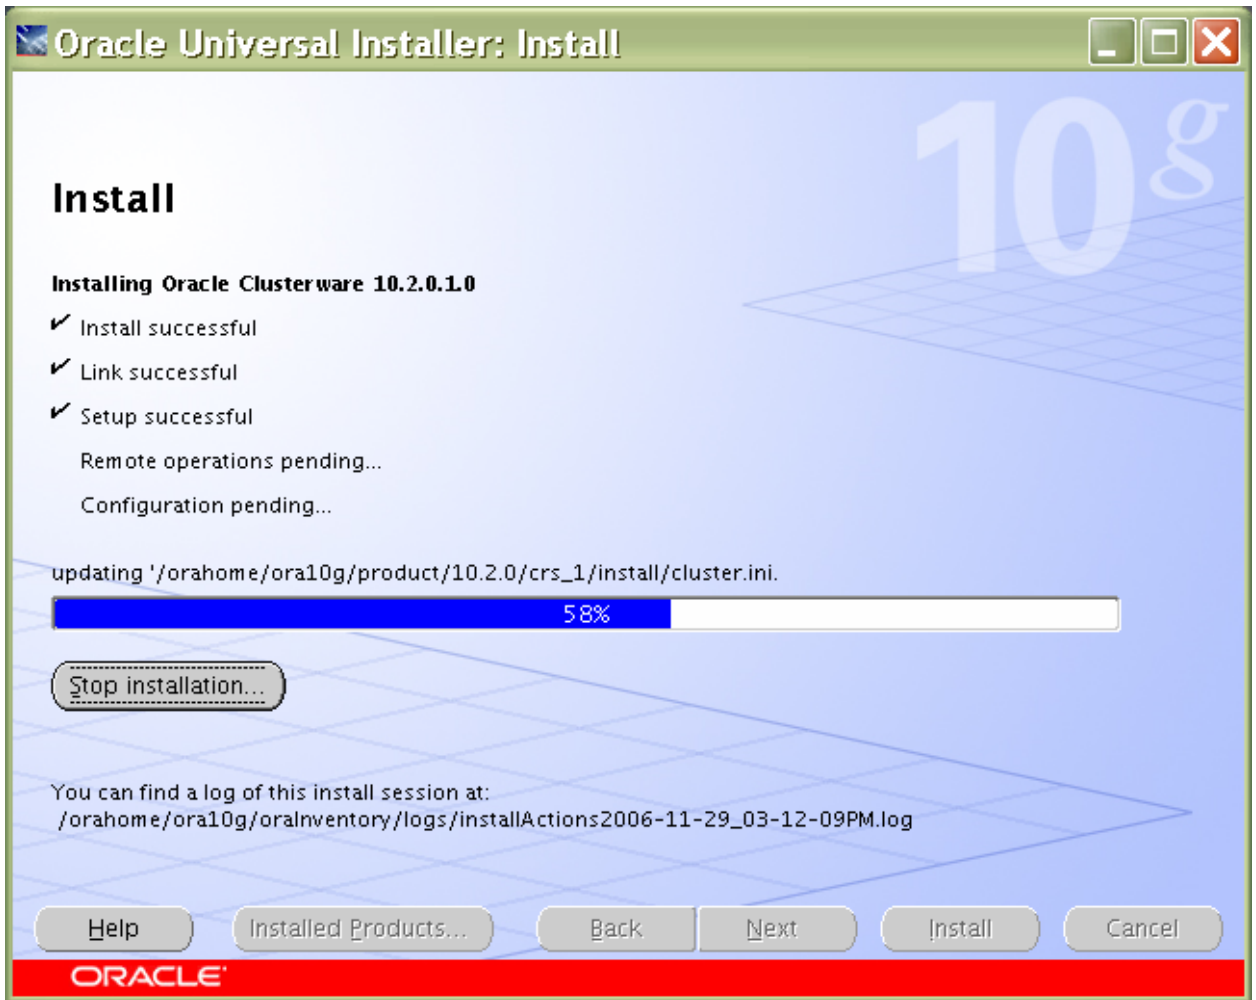 Oracle Universal Installer: Install
10g
Install
Installing Oracle Clusterware 10.2.0.1.0
✔ Install successful
✔ Link successful
✔ Setup successful
Remote operations pending...
Configuration pending...
updating '/orahome/ora10g/product/10.2.0/crs_1/install/cluster.ini.
58%
Stop installation...
You can find a log of this install session at:
/orahome/ora10g/oraInventory/logs/installActions2006-11-29_03-12-09PM.log
Help Installed Products... Back Next Install Cancel
ORACLE